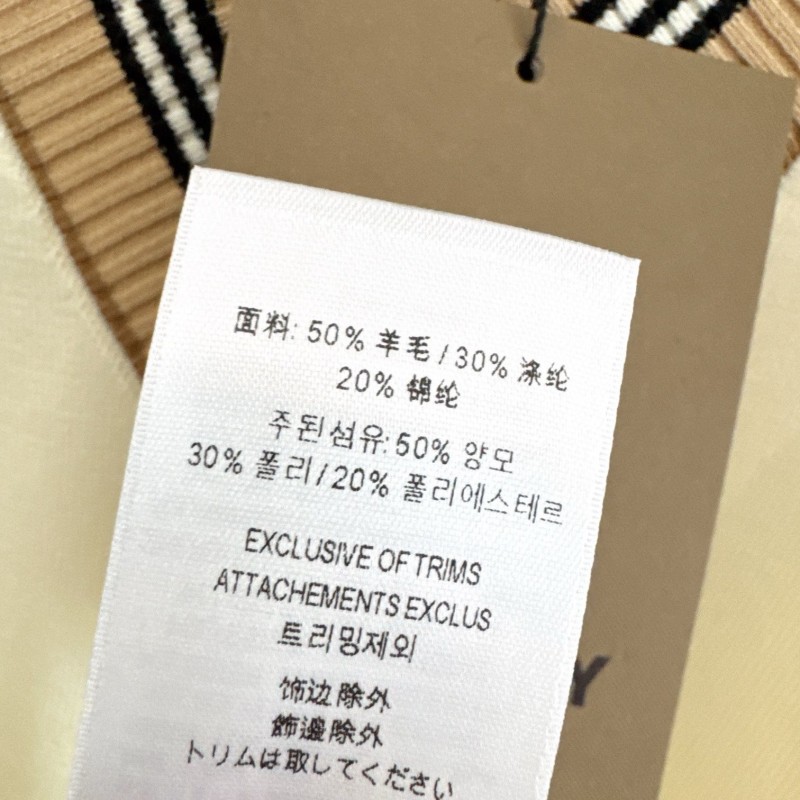 面料: 50% 羊毛 / 30% 涤纶
20% 锦纶
주된섬유: 50% 양모
30% 폴리 / 20% 폴리에스테르
EXCLUSIVE OF TRIMS
ATTACHEMENTS EXCLUS
트리밍제외
饰边除外
飾邊除外
トリムは取してください
Y